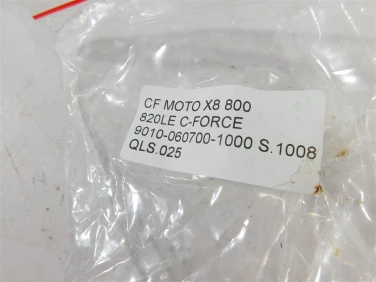 CF MOTO X8 800
820LE C-FORCE
9010-060700-1000 S.1008
QLS.025